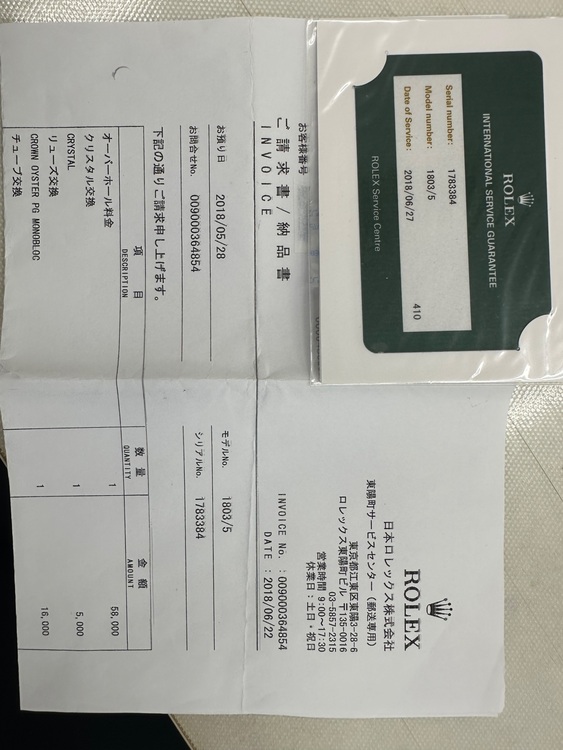 ROLEX
INTERNATIONAL SERVICE GUARANTEE
Serial number: 1783384
Model number: 1803/5
Date of Service: 2018/06/27 410
ROLEX Service Centre
ROLEX
日本ロレックス株式会社
東陽町サービスセンター（郵送専用）
東京都江東区東陽3-28-6
ロレックス東陽町ビル 〒135-0016
03-5857-2315
営業時間 9:00～17:30
休業日：土・祝日
お客様番号
ご請求書/納品書
INVOICE
INVOICE No. : 009000364854
DATE : 2018/06/22
お預り日 2018/05/28
モデルNo. 1803/5
お問合せNo. 009000364854
シリアルNo. 1783384
下記の通りご請求申し上げます。
項目 数量 金額
DESCRIPTION QUANTITY AMOUNT
オーバーホール料金 1 58,000
クリスタル交換
CRYSTAL 1 5,000
リューズ交換
CROWN OYSTER PG MONOBLOC 1 16,000
チューブ交換